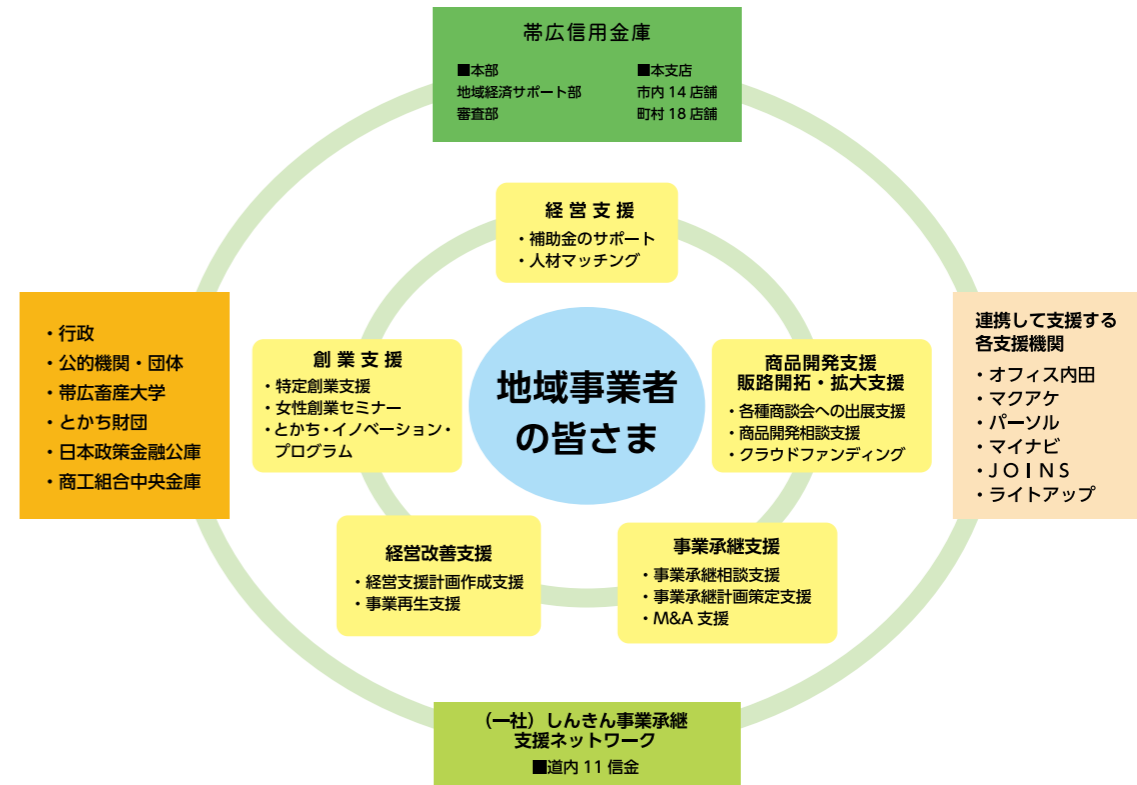 帯広信用金庫
■本部
地域経済サポート部
審査部
■本支店
市内 14 店舗
町村 18 店舗
経営支援
・補助金のサポート
・人材マッチング
・行政
・公的機関・団体
・帯広畜産大学
・とかち財団
・日本政策金融公庫
・商工組合中央金庫
創業支援
・特定創業支援
・女性創業セミナー
・とかち・イノベーション・
プログラム
地域事業者
の皆さま
商品開発支援
販路開拓・拡大支援
・各種商談会への出展支援
・商品開発相談支援
・クラウドファンディング
連携して支援する
各支援機関
・オフィス内田
・マクアケ
・パーソル
・マイナビ
・JOINS
・ライトアップ
経営改善支援
・経営支援計画作成支援
・事業再生支援
事業承継支援
・事業承継相談支援
・事業承継計画策定支援
・M&A 支援
（一社）しんきん事業承継
支援ネットワーク
■道内 11 信金